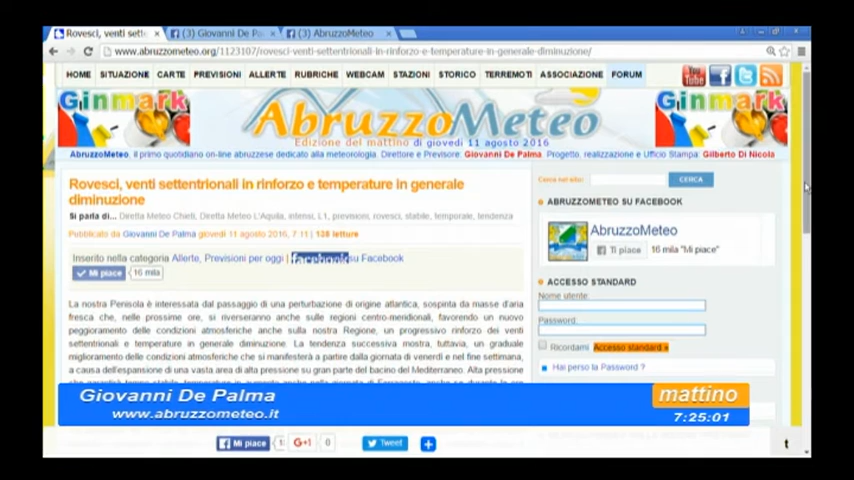 Rovesci, venti sett
(3) Giovanni De Pa
(3) AbruzzoMeteo
www.abruzzometeo.org/1123107/rovesci-venti-settentrionali-in-rinforzo-e-temperature-in-generale-diminuzione/
HOME SITUAZIONE CARTE PREVISIONI ALLERTE RUBRICHE WEBCAM STAZIONI STORICO TERREMOTI ASSOCIAZIONE FORUM
You Tube
Ginmark
AbruzzoMeteo
Ginmark
Edizione del mattino di giovedì 11 agosto 2016
AbruzzoMeteo, il primo quotidiano on-line abruzzese dedicato alla meteorologia. Direttore e Previsore: Giovanni De Palma Progetto, realizzazione e Ufficio Stampa: Gilberto Di Nicola
Rovesci, venti settentrionali in rinforzo e temperature in generale
diminuzione
Si parla di... Diretta Meteo Chieti, Diretta Meteo L'Aquila, intensi, L1, previsioni, rovesci, stabile, temporale, tendenza
Pubblicato da Giovanni De Palma giovedì 11 agosto 2016, 7:11 | 138 letture
Inserito nella categoria Allerte, Previsioni per oggi | facebook su Facebook
Mi piace 16 mila
La nostra Penisola è interessata dal passaggio di una perturbazione di origine atlantica, sospinta da masse d'aria
fresca che, nelle prossime ore, si riverseranno anche sulle regioni centro-meridionali, favorendo un nuovo
peggioramento delle condizioni atmosferiche anche sulla nostra Regione, un progressivo rinforzo dei venti
settentrionali e temperature in generale diminuzione. La tendenza successiva mostra, tuttavia, un graduale
miglioramento delle condizioni atmosferiche che si manifesterà a partire dalla giornata di venerdì e nel fine settimana,
a causa dell'espansione di una vasta area di alta pressione su gran parte del bacino del Mediterraneo. Alta pressione
Cerca nel sito: CERCA
ABRUZZOMETEO SU FACEBOOK
AbruzzoMeteo
Ti piace 16 mila "Mi piace"
ACCESSO STANDARD
Nome utente:
Password:
Ricordami Accesso standard »
Hai perso la Password ?
Giovanni De Palma
www.abruzzometeo.it
mattino
7:25:01
Mi piace
G+1 0
Tweet
t